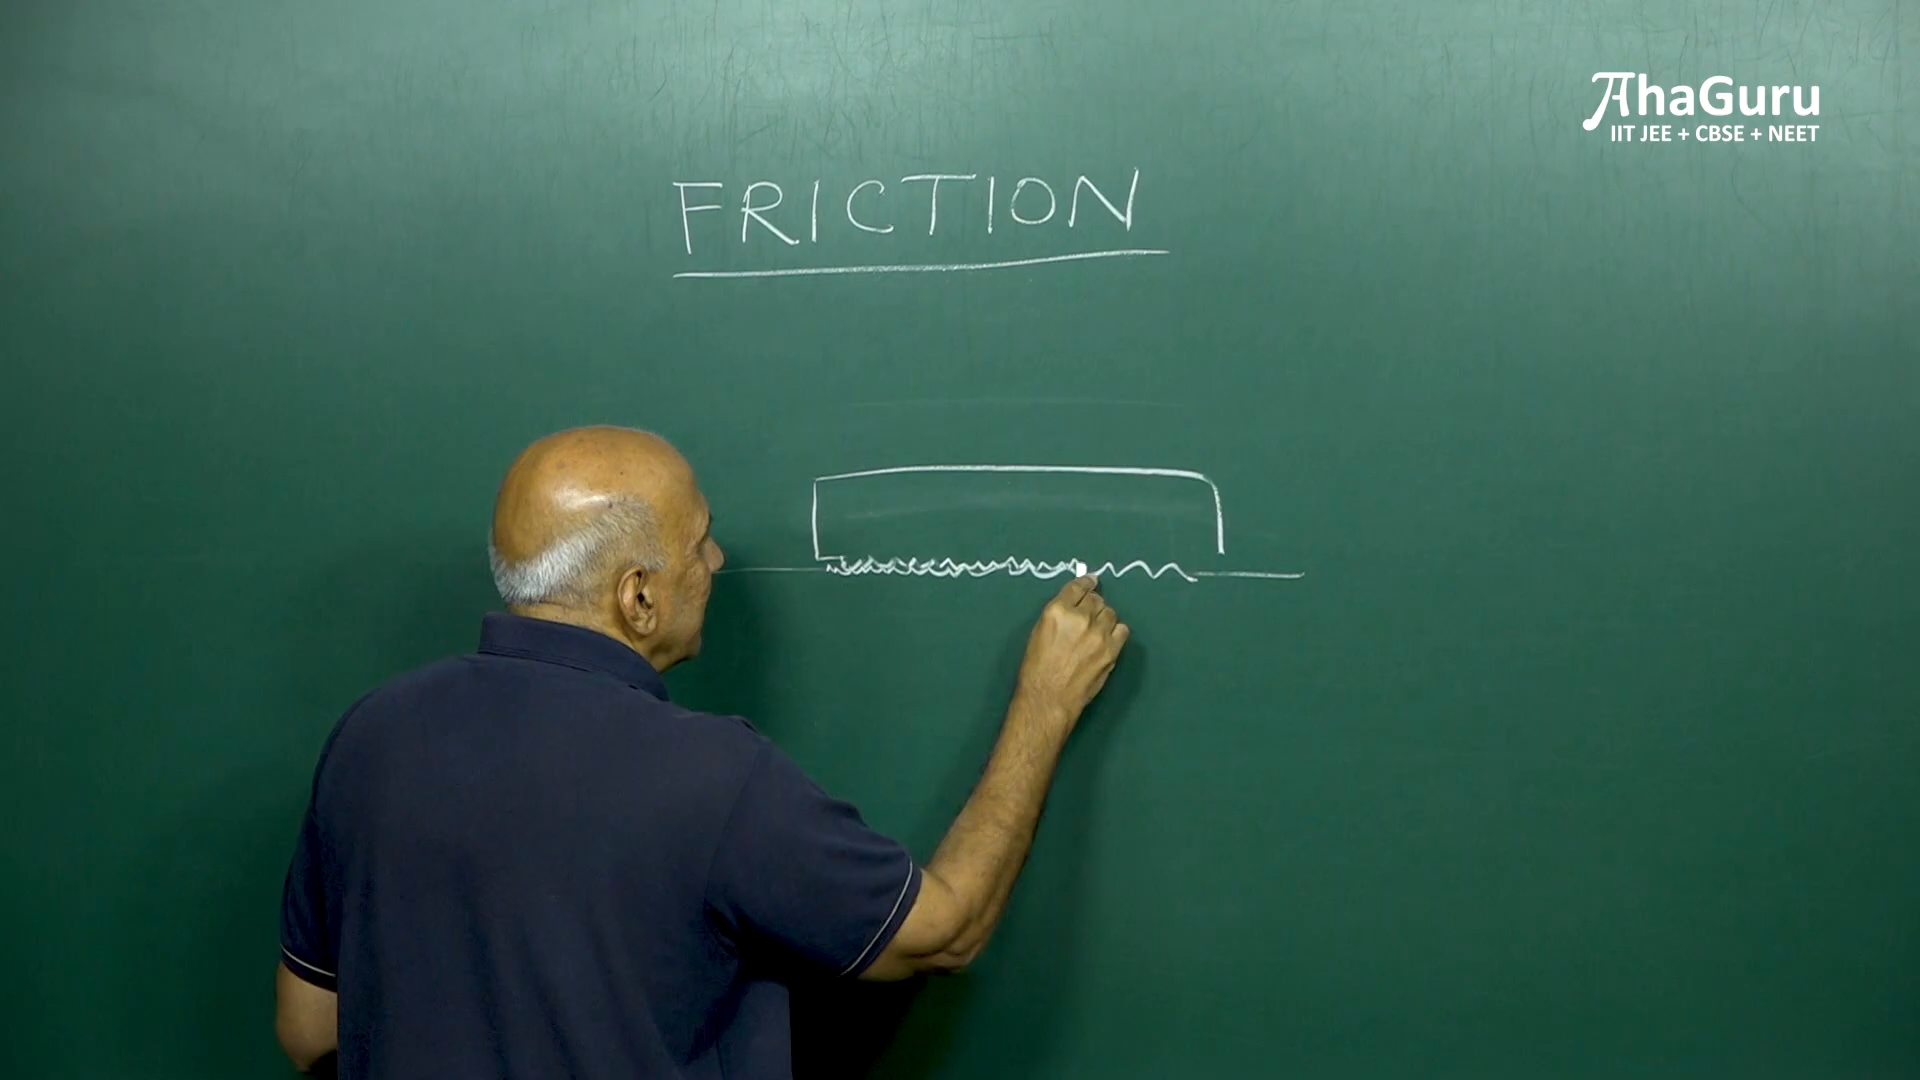 AhaGuru
IIT JEE + CBSE + NEET
FRICTION